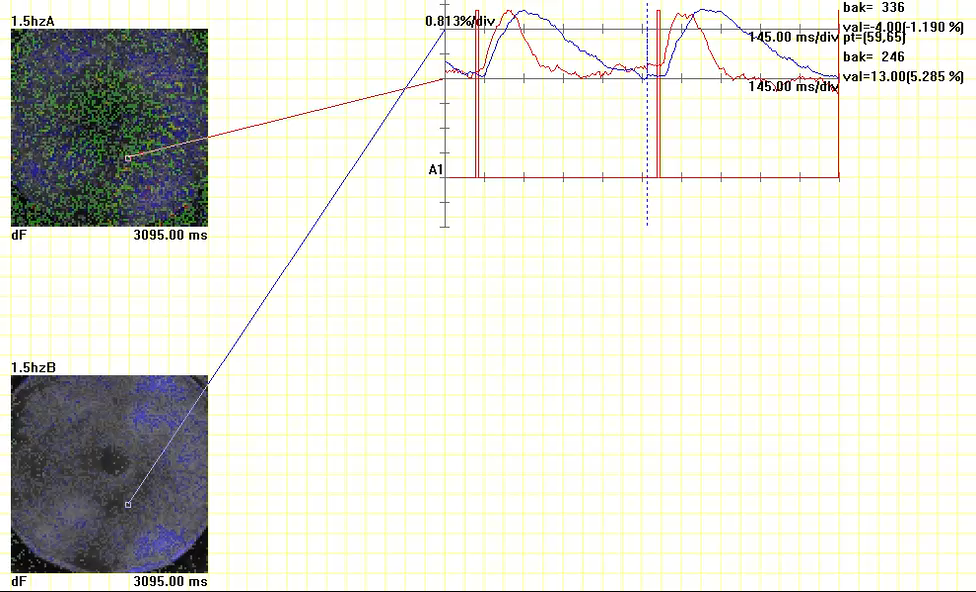 1.5hzA
dF 3095.00 ms
1.5hzB
dF 3095.00 ms
0.813%/div
A1
145.00 ms/div
145.00 ms/div
bak= 336
val=-4.00(-1.190 %)
pt=(59,65)
bak= 246
val=13.00(5.285 %)